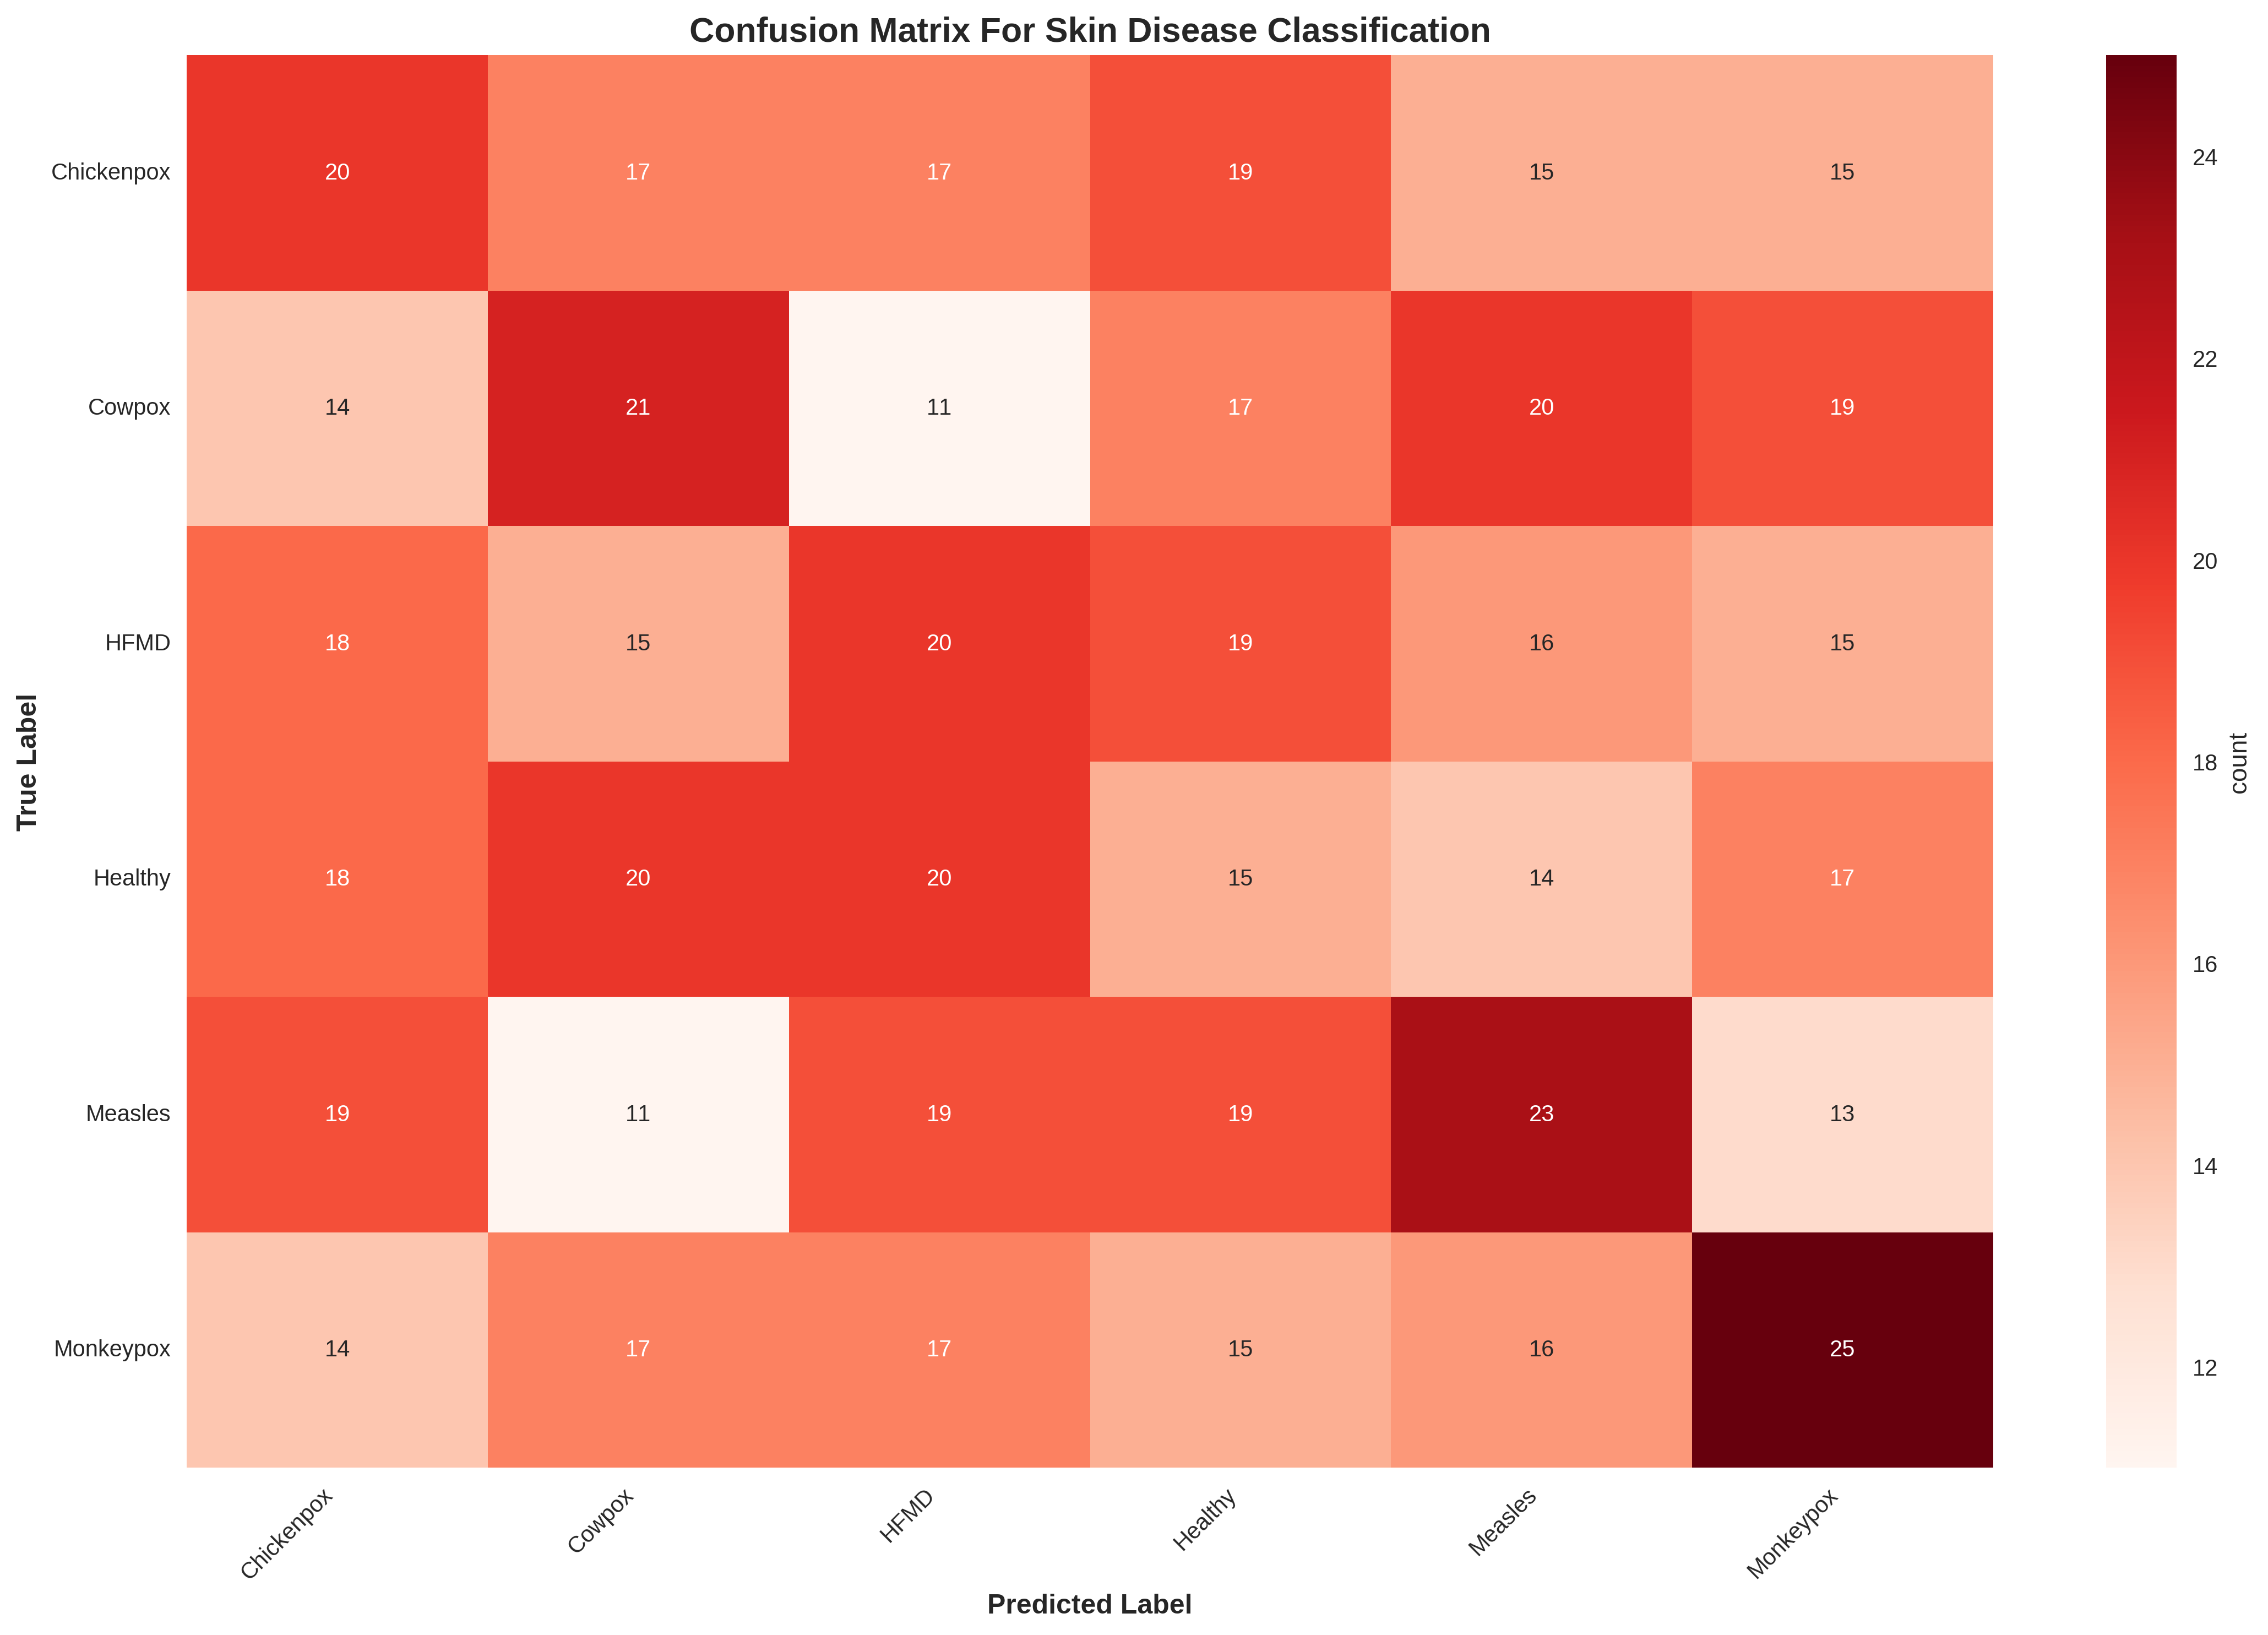 Confusion Matrix For Skin Disease Classification
Chickenpox 20 17 17 19 15 15
Cowpox 14 21 11 17 20 19
HFMD 18 15 20 19 16 15
Healthy 18 20 20 15 14 17
Measles 19 11 19 19 23 13
Monkeypox 14 17 17 15 16 25
True Label
Chickenpox Cowpox HFMD Healthy Measles Monkeypox
Predicted Label
24
22
20
18
16
14
12
count